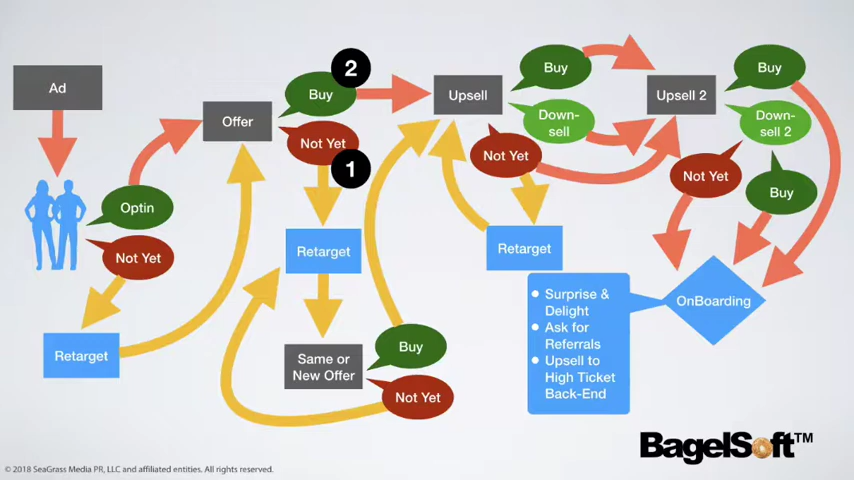 Ad
Optin
Not Yet
Retarget
Offer
Buy
2
Not Yet
1
Retarget
Same or
New Offer
Buy
Not Yet
Upsell
Buy
Down-
sell
Not Yet
Retarget
Upsell 2
Buy
Down-
sell 2
Not Yet
Buy
OnBoarding
Surprise &
Delight
Ask for
Referrals
Upsell to
High Ticket
Back-End
BagelSoft™
© 2018 SeaGrass Media PR, LLC and affiliated entities. All rights reserved.